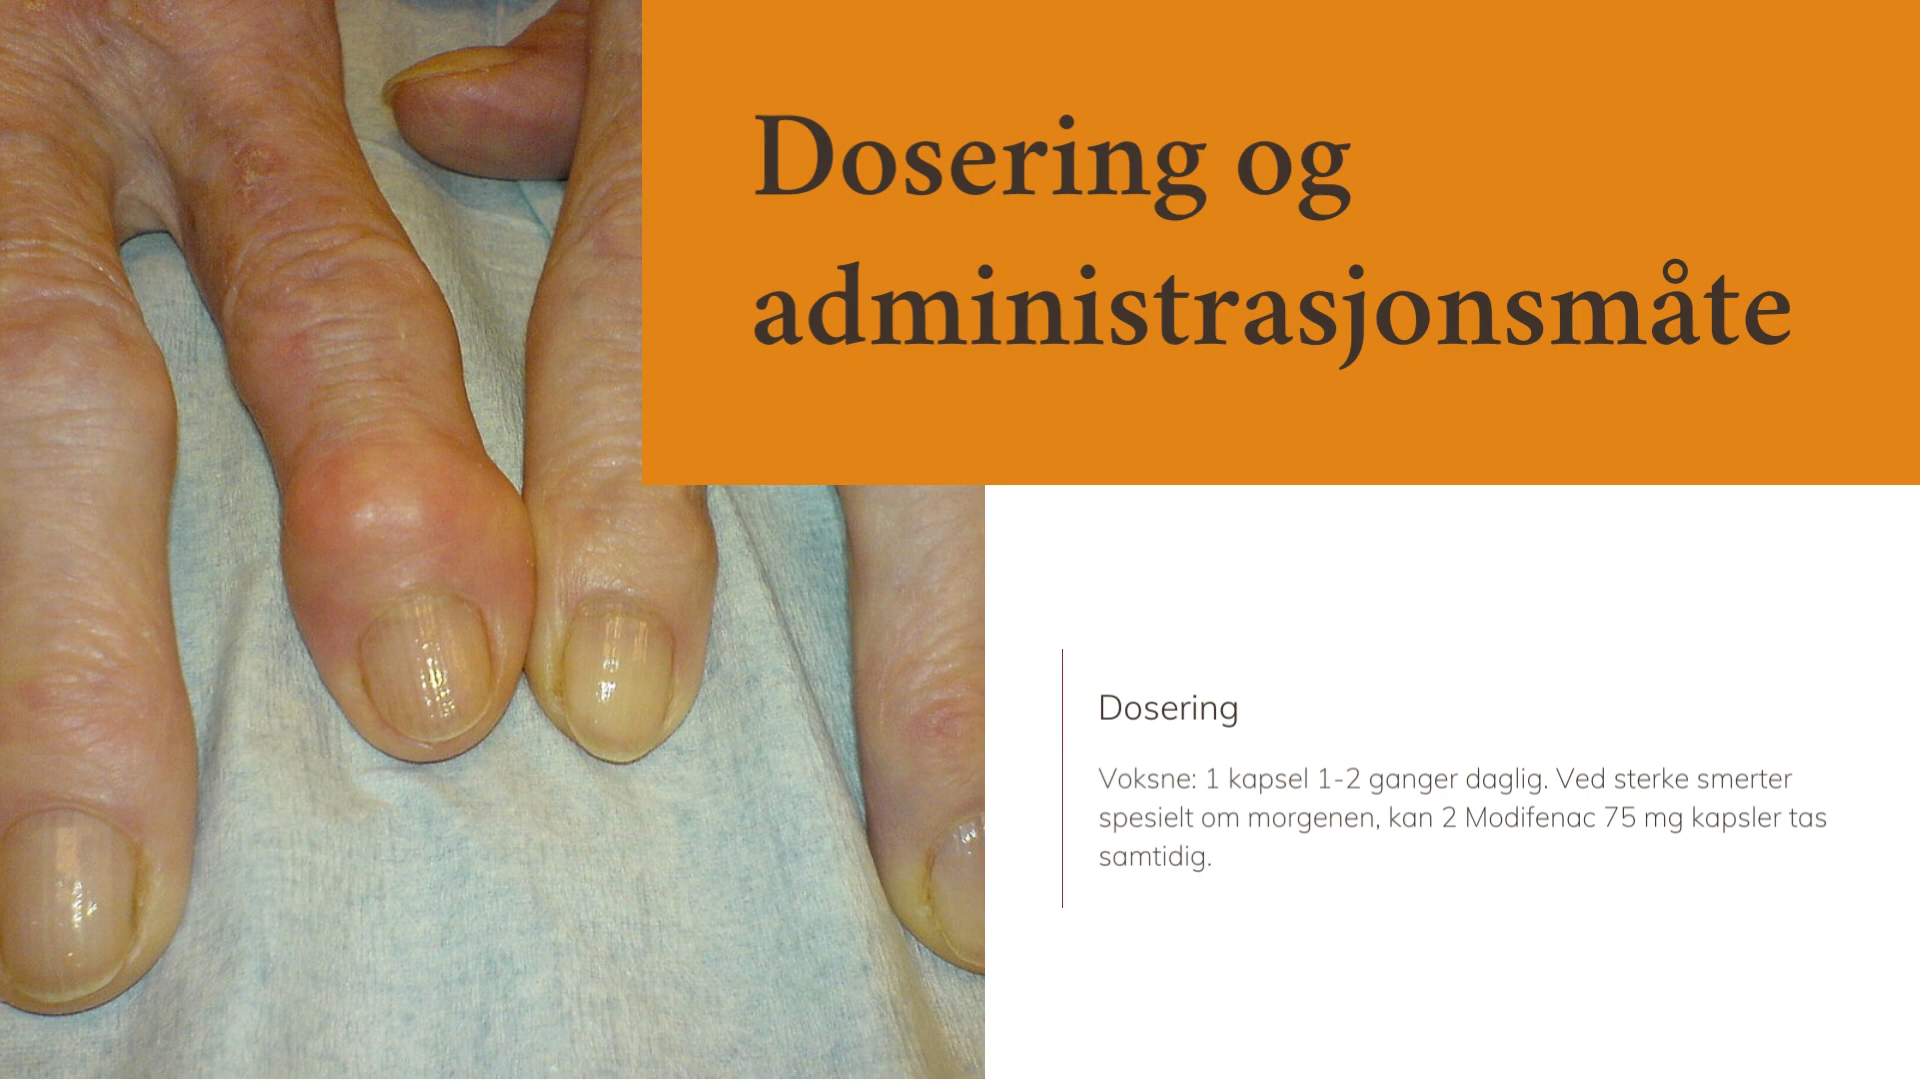 Dosering og
administrasjonsmåte
Dosering
Voksne: 1 kapsel 1-2 ganger daglig. Ved sterke smerter
spesielt om morgenen, kan 2 Modifenac 75 mg kapsler tas
samtidig.